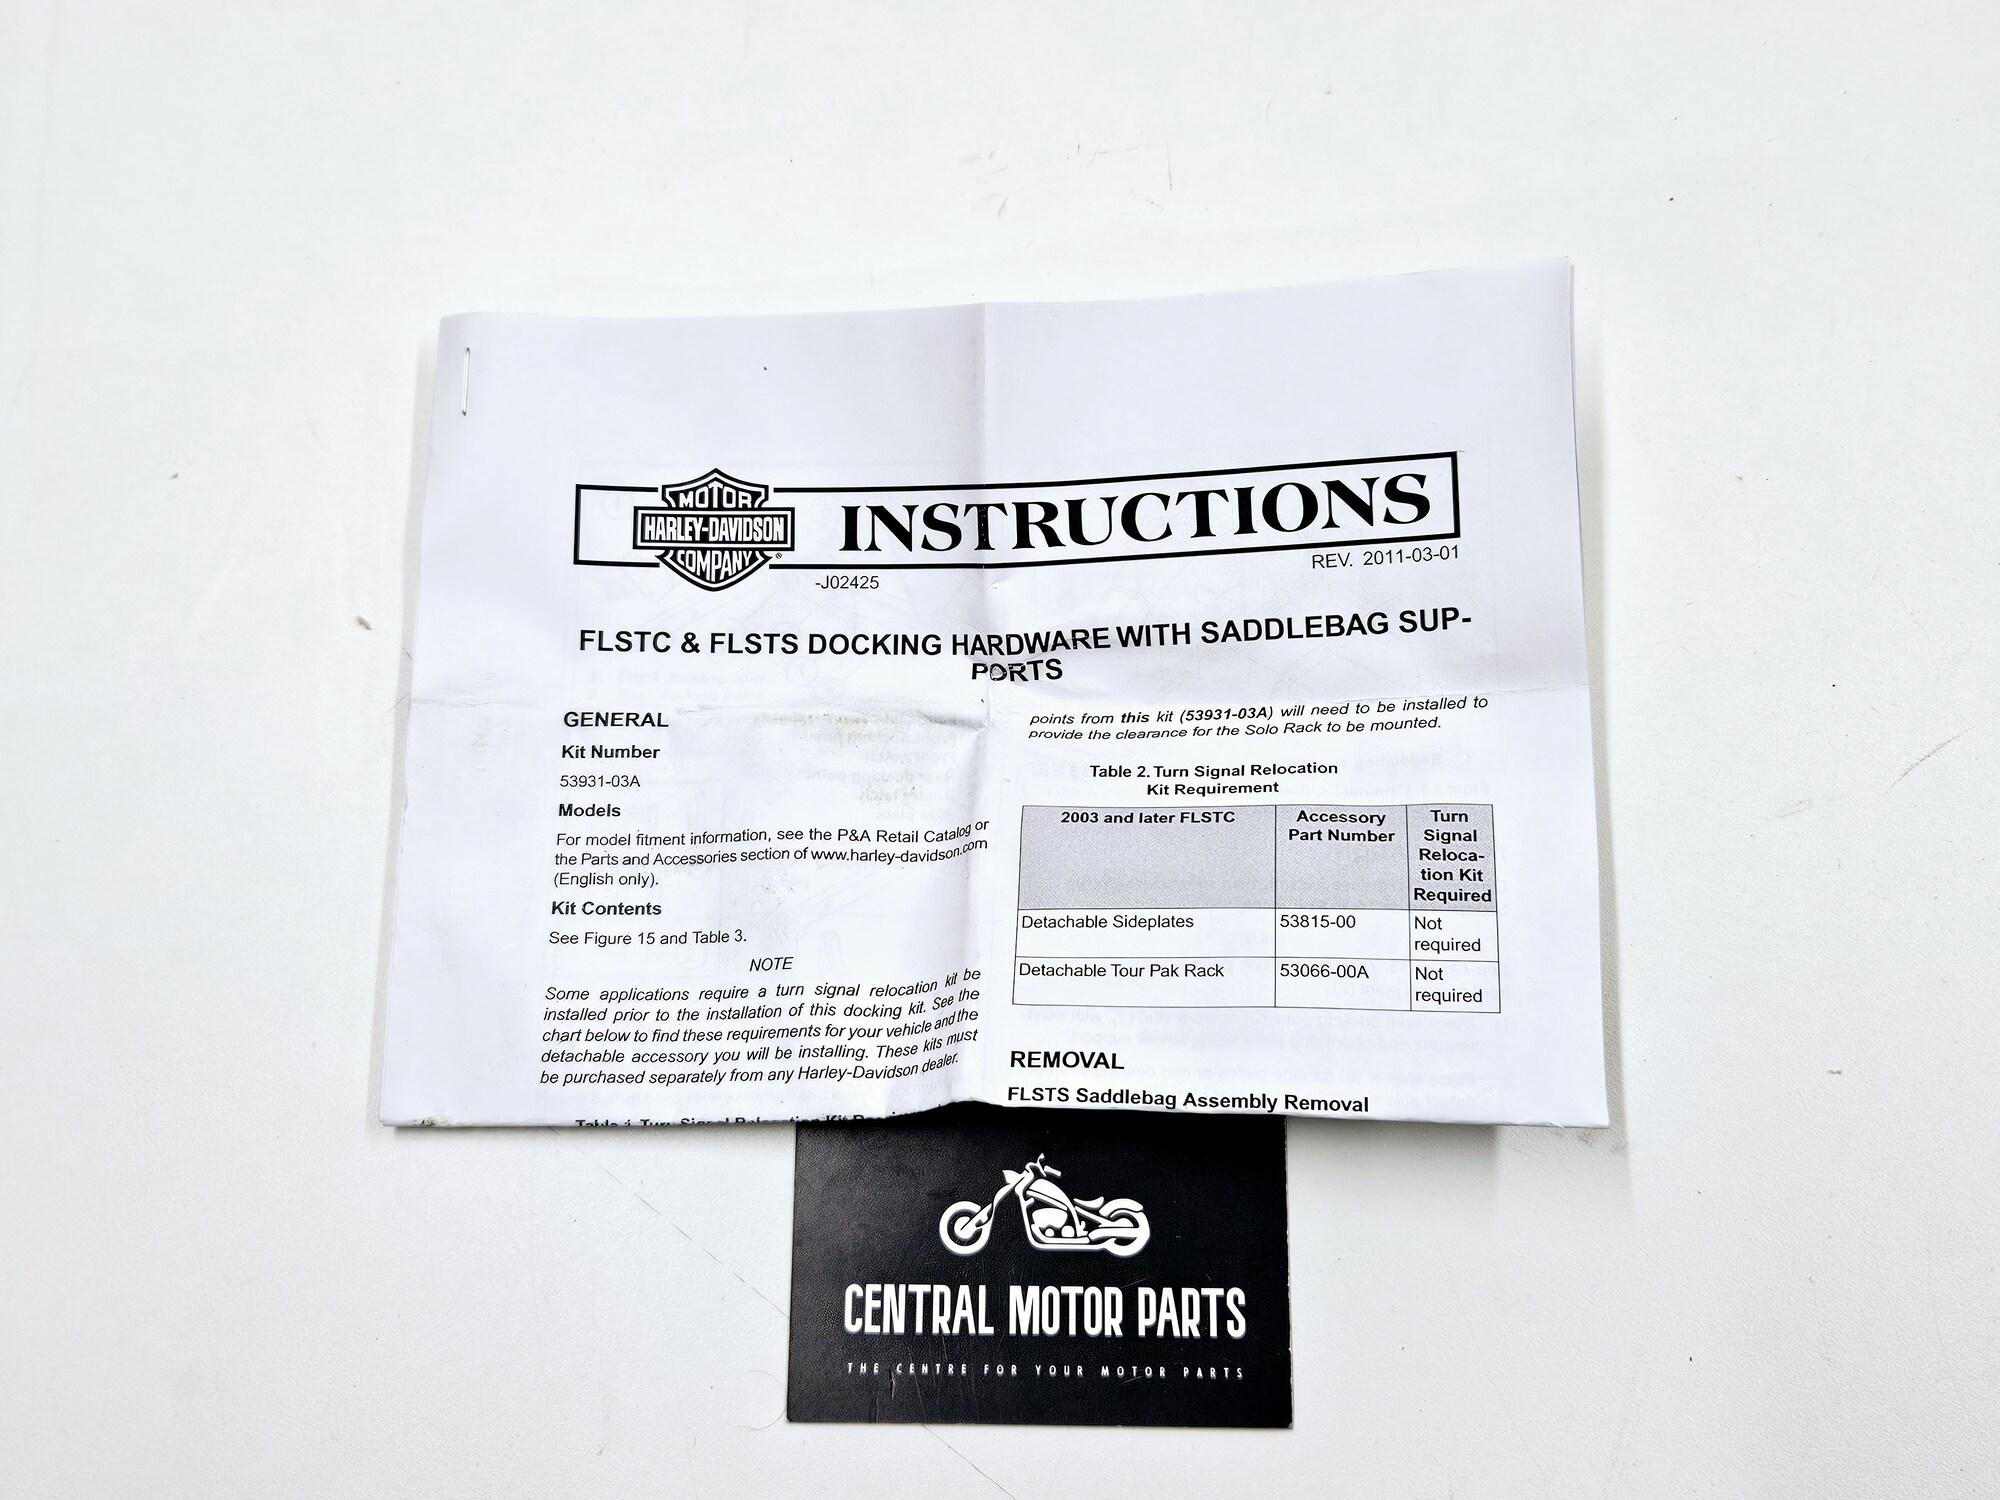 MOTOR
HARLEY-DAVIDSON
COMPANY
®
INSTRUCTIONS
-J02425
REV. 2011-03-01
FLSTC & FLSTS DOCKING HARDWARE WITH SADDLEBAG SUP-
PORTS
GENERAL
Kit Number
53931-03A
Models
For model fitment information, see the P&A Retail Catalog or
the Parts and Accessories section of www.harley-davidson.com
(English only).
Kit Contents
See Figure 15 and Table 3.
NOTE
Some applications require a turn signal relocation kit be
installed prior to the installation of this docking kit. See the
chart below to find these requirements for your vehicle and the
detachable accessory you will be installing. These kits must
be purchased separately from any Harley-Davidson dealer.
points from this kit (53931-03A) will need to be installed to
provide the clearance for the Solo Rack to be mounted.
Table 2. Turn Signal Relocation
Kit Requirement
2003 and later FLSTC
Accessory
Part Number
Turn
Signal
Reloca-
tion Kit
Required
Detachable Sideplates
53815-00
Not
required
Detachable Tour Pak Rack
53066-00A
Not
required
REMOVAL
FLSTS Saddlebag Assembly Removal
CENTRAL MOTOR PARTS
THE CENTRE FOR YOUR MOTOR PARTS